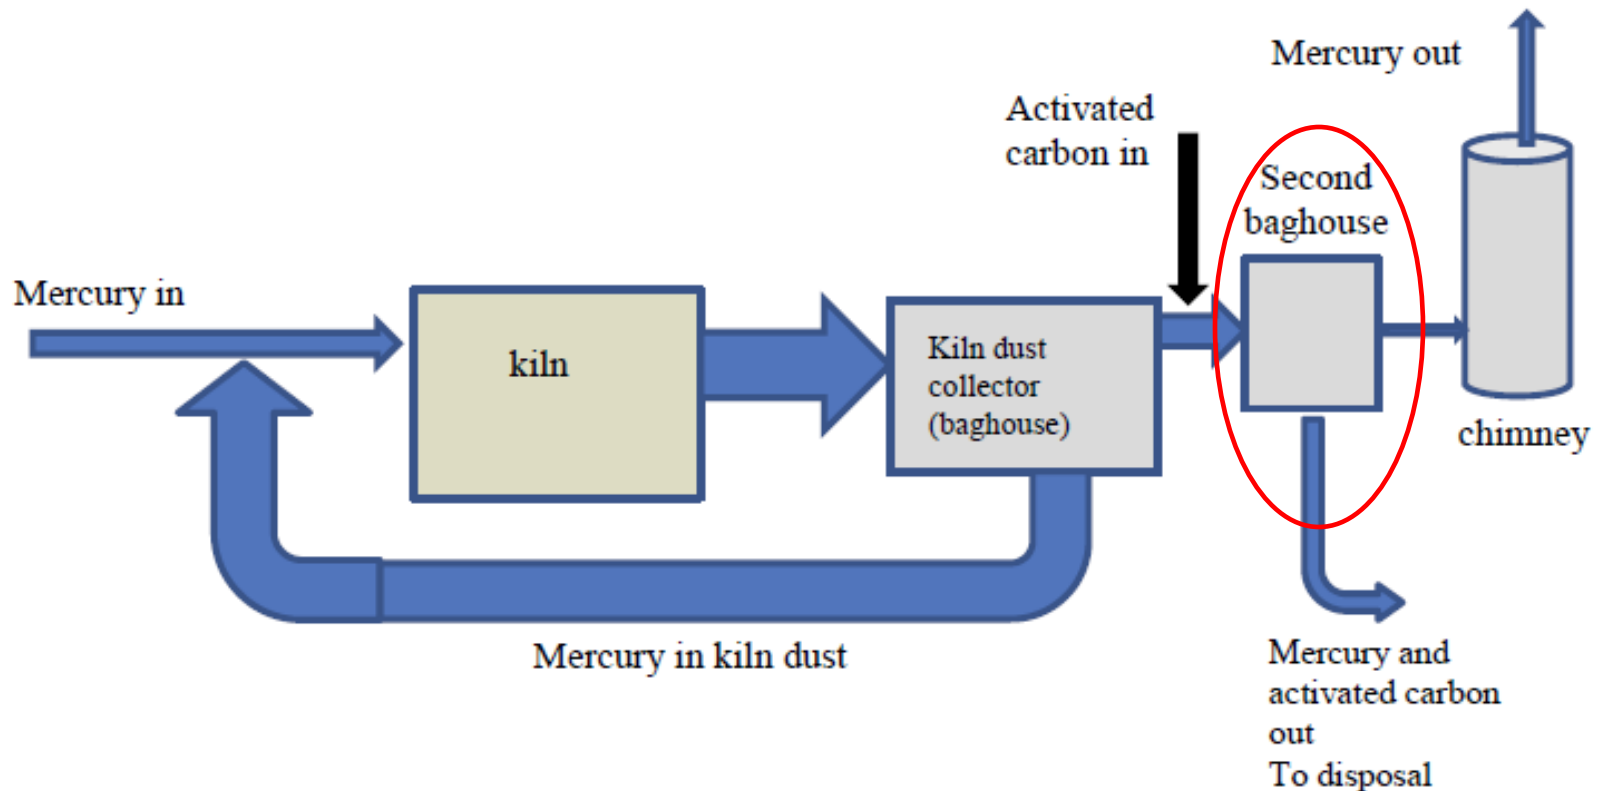 Mercury out
Activated
carbon in
Second
baghouse
Mercury in
kiln
Kiln dust
collector
(baghouse)
chimney
Mercury in kiln dust
Mercury and
activated carbon
out
To disposal